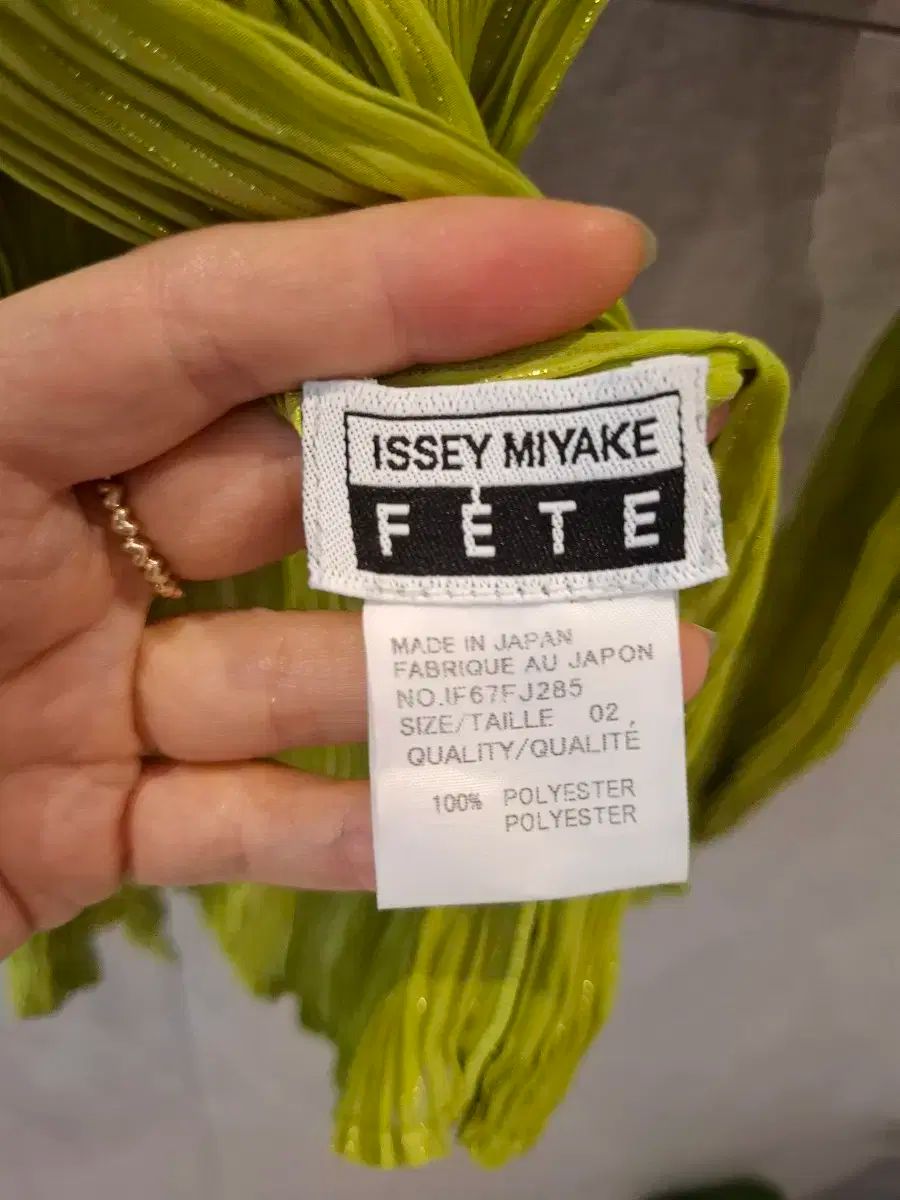 ISSEY MIYAKE
FÊTE
MADE IN JAPAN
FABRIQUE AU JAPON
NO.IF67FJ285
SIZE/TAILLE 02
QUALITY/QUALITÉ
100% POLYESTER
POLYESTER